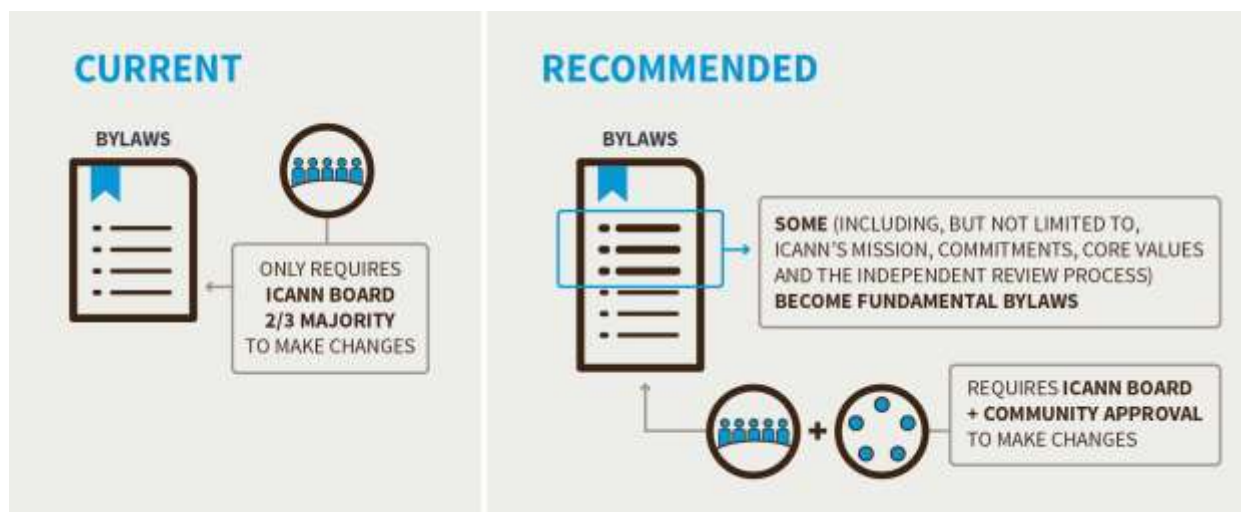 CURRENT
BYLAWS
ONLY REQUIRES
ICANN BOARD
2/3 MAJORITY
TO MAKE CHANGES
RECOMMENDED
BYLAWS
SOME (INCLUDING, BUT NOT LIMITED TO,
ICANN'S MISSION, COMMITMENTS, CORE VALUES
AND THE INDEPENDENT REVIEW PROCESS)
BECOME FUNDAMENTAL BYLAWS
REQUIRES ICANN BOARD
+ COMMUNITY APPROVAL
TO MAKE CHANGES